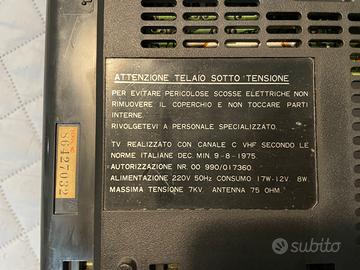 ATTENZIONE TELAIO SOTTO TENSIONE
PER EVITARE PERICOLOSE SCOSSE ELETTRICHE NON
RIMUOVERE IL COPERCHIO E NON TOCCARE PARTI
INTERNE.
RIVOLGETEVI A PERSONALE SPECIALIZZATO.
TV REALIZZATO CON CANALE C VHF SECONDO LE
NORME ITALIANE DEC. MIN. 9-8-1975.
AUTORIZZAZIONE NR. 00 990/017360
ALIMENTAZIONE 220V 50Hz CONSUMO 17W-12V. 8W.
MASSIMA TENSIONE 7KV. ANTENNA 75 OHM.
S6427032
subito